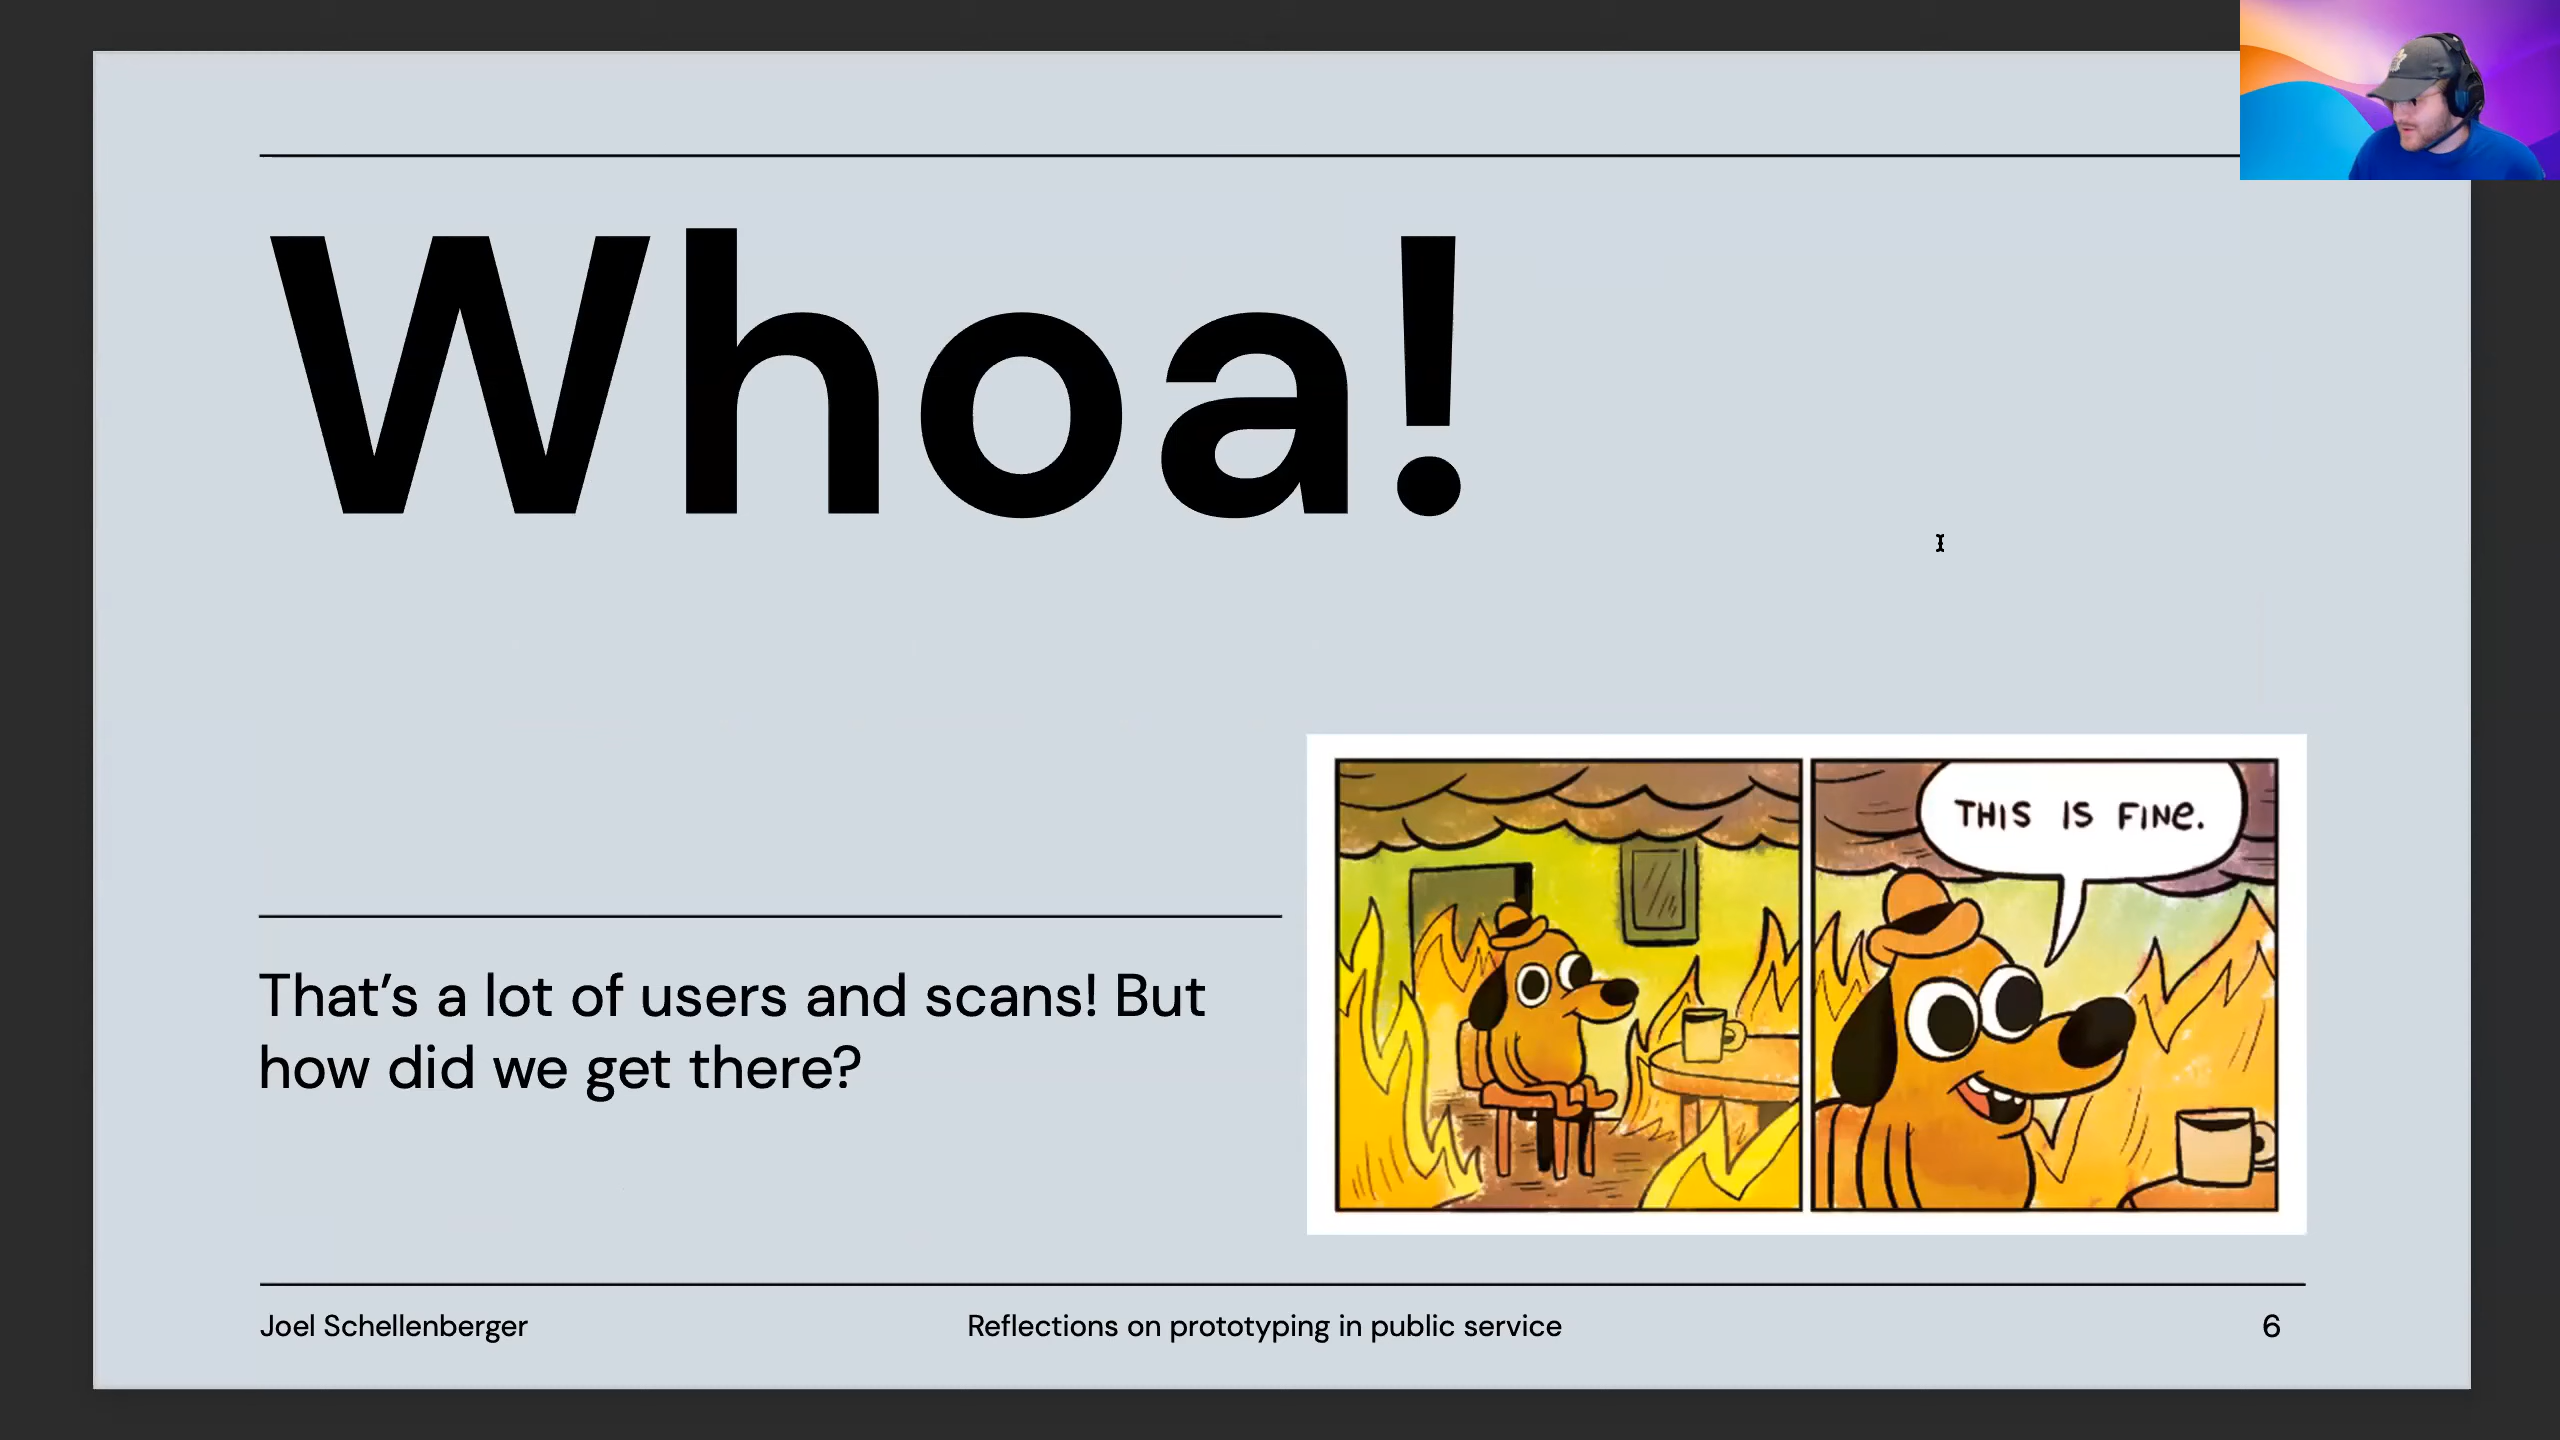 Whoa!
THIS IS FINe.
That’s a lot of users and scans! But
how did we get there?
Joel Schellenberger
Reflections on prototyping in public service
6